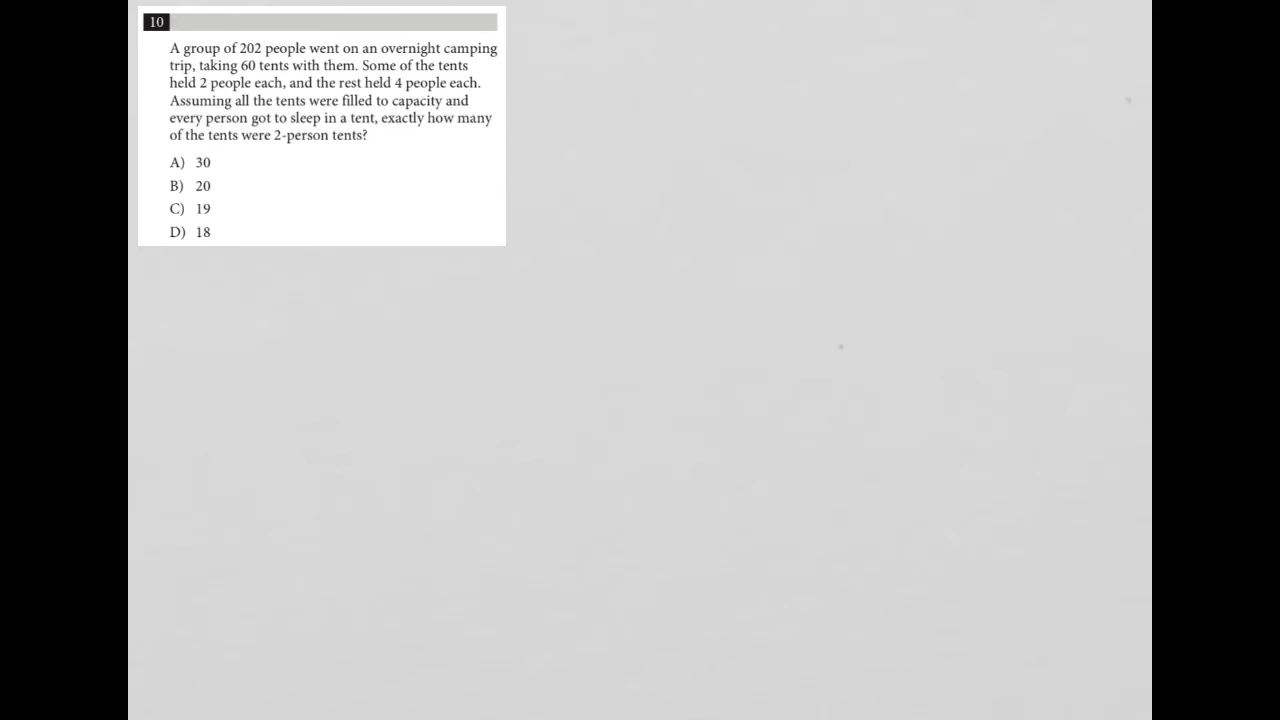 10
A group of 202 people went on an overnight camping
trip, taking 60 tents with them. Some of the tents
held 2 people each, and the rest held 4 people each.
Assuming all the tents were filled to capacity and
every person got to sleep in a tent, exactly how many
of the tents were 2-person tents?
A) 30
B) 20
C) 19
D) 18